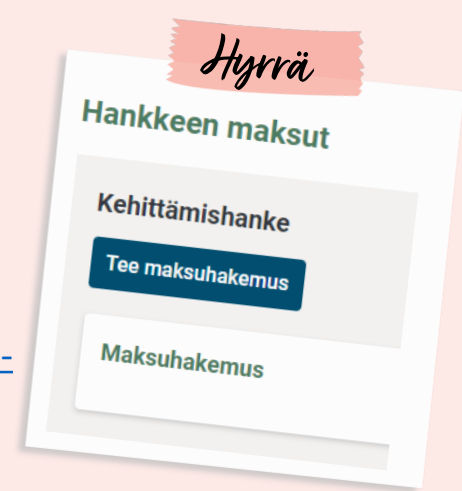 Hyrrä
Hankkeen maksut
Kehittämishanke
Tee maksuhakemus
Maksuhakemus
-